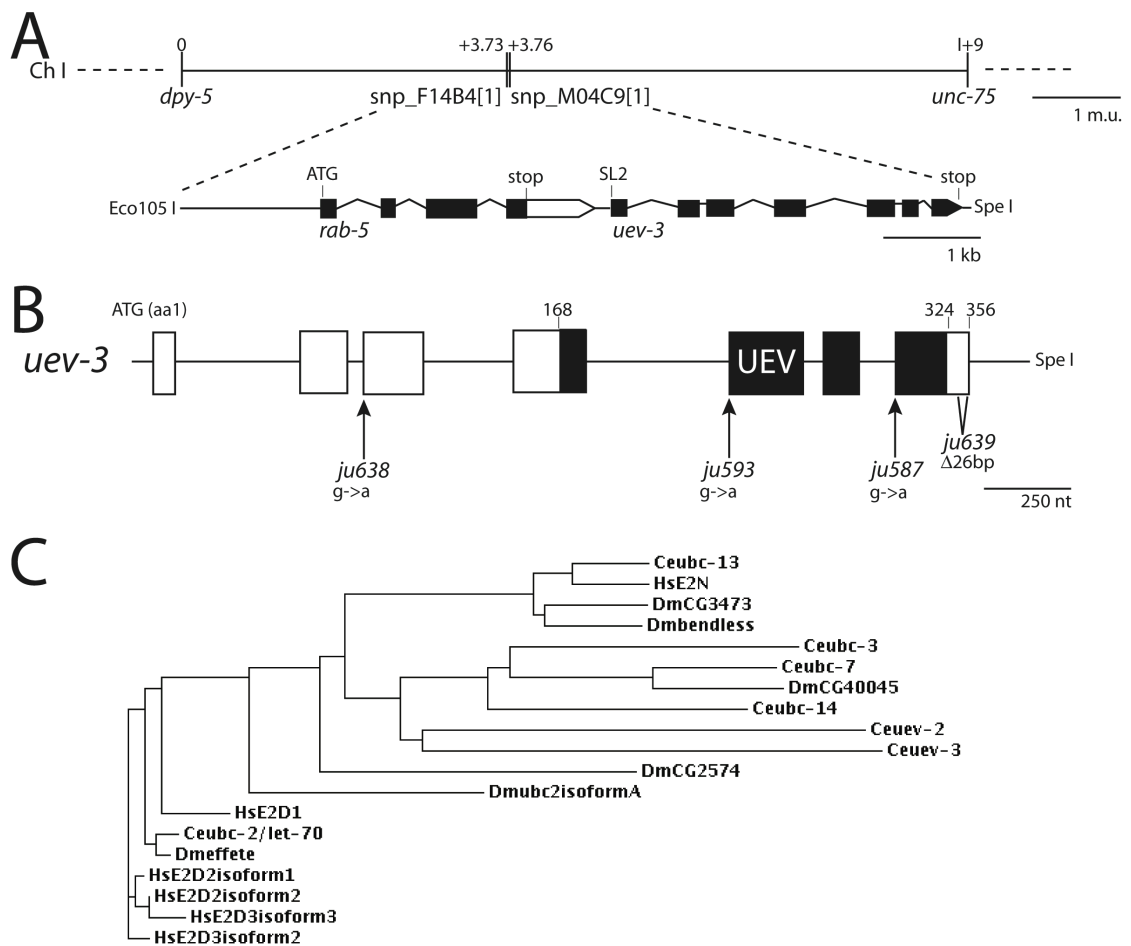 A
0 +3.73 +3.76 I+9
Ch I
dpy-5 snp_F14B4[1] snp_M04C9[1] unc-75
1 m.u.
ATG stop SL2 stop
Eco105 I Spe I
rab-5 uev-3
1 kb
B
ATG (aa1) 168 324 356
uev-3 UEV Spe I
ju638 ju593 ju587 ju639
g->a g->a g->a Δ26bp
250 nt
C
Ceubc-13
HsE2N
DmCG3473
Dmbendless
Ceubc-3
Ceubc-7
DmCG40045
Ceubc-14
Ceuev-2
Ceuev-3
DmCG2574
Dmubc2isoformA
HsE2D1
Ceubc-2/let-70
Dmeffete
HsE2D2isoform1
HsE2D2isoform2
HsE2D3isoform3
HsE2D3isoform2